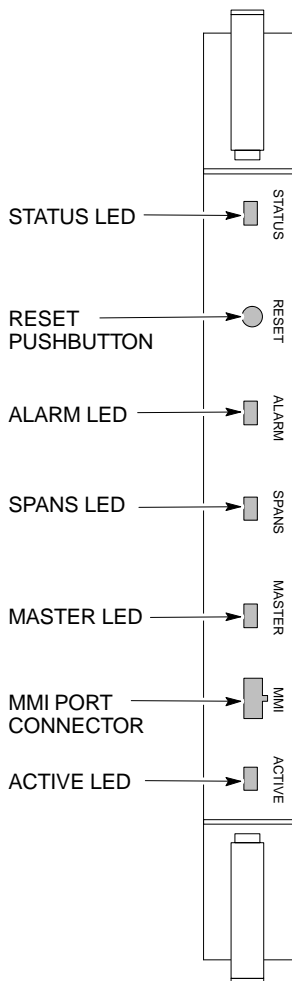 STATUS LED
STATUS
RESET
PUSHBUTTON
RESET
ALARM LED
ALARM
SPANS LED
SPANS
MASTER LED
MASTER
MMI PORT
CONNECTOR
MMI
ACTIVE LED
ACTIVE